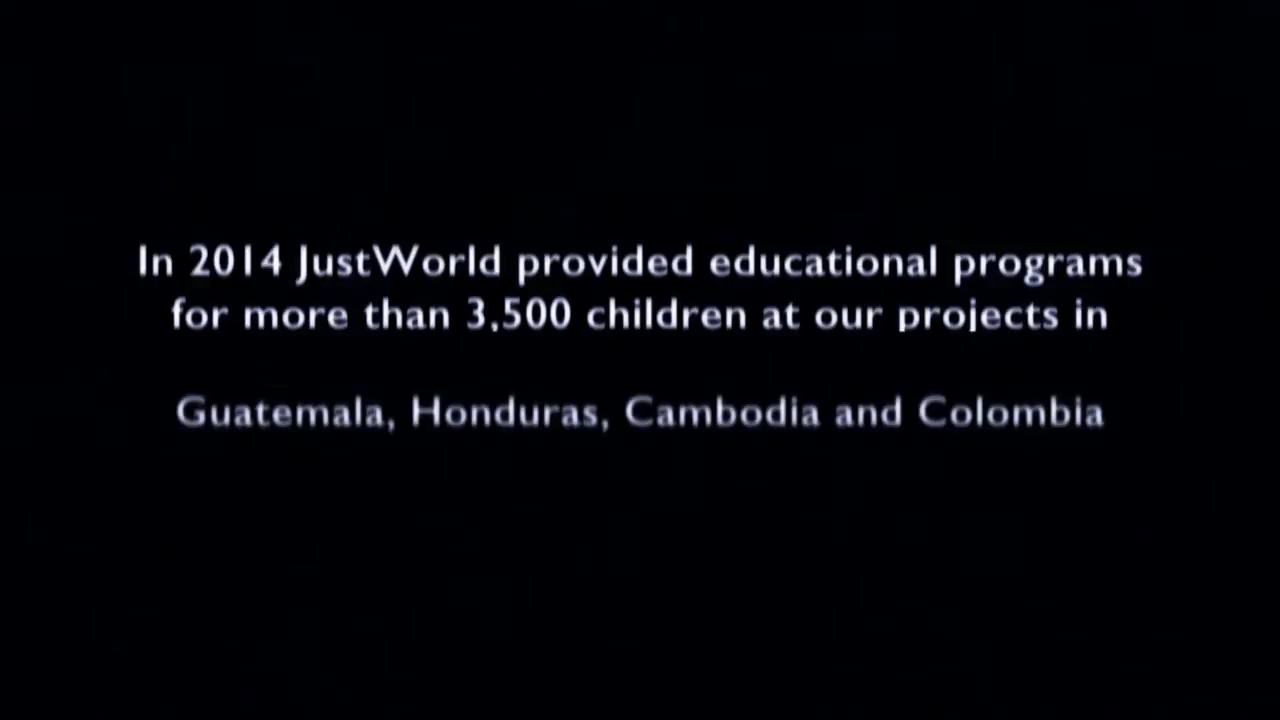 In 2014 JustWorld provided educational programs
for more than 3,500 children at our projects in
Guatemala, Honduras, Cambodia and Colombia